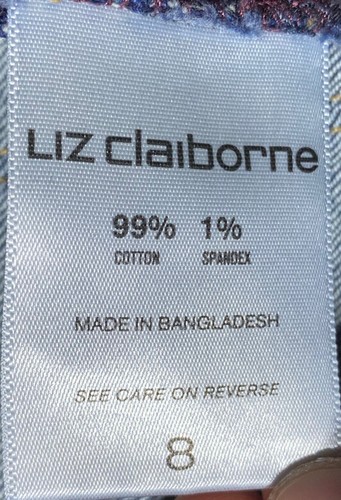 LIZ claiborne
99% 1%
COTTON SPANDEX
MADE IN BANGLADESH
SEE CARE ON REVERSE
8